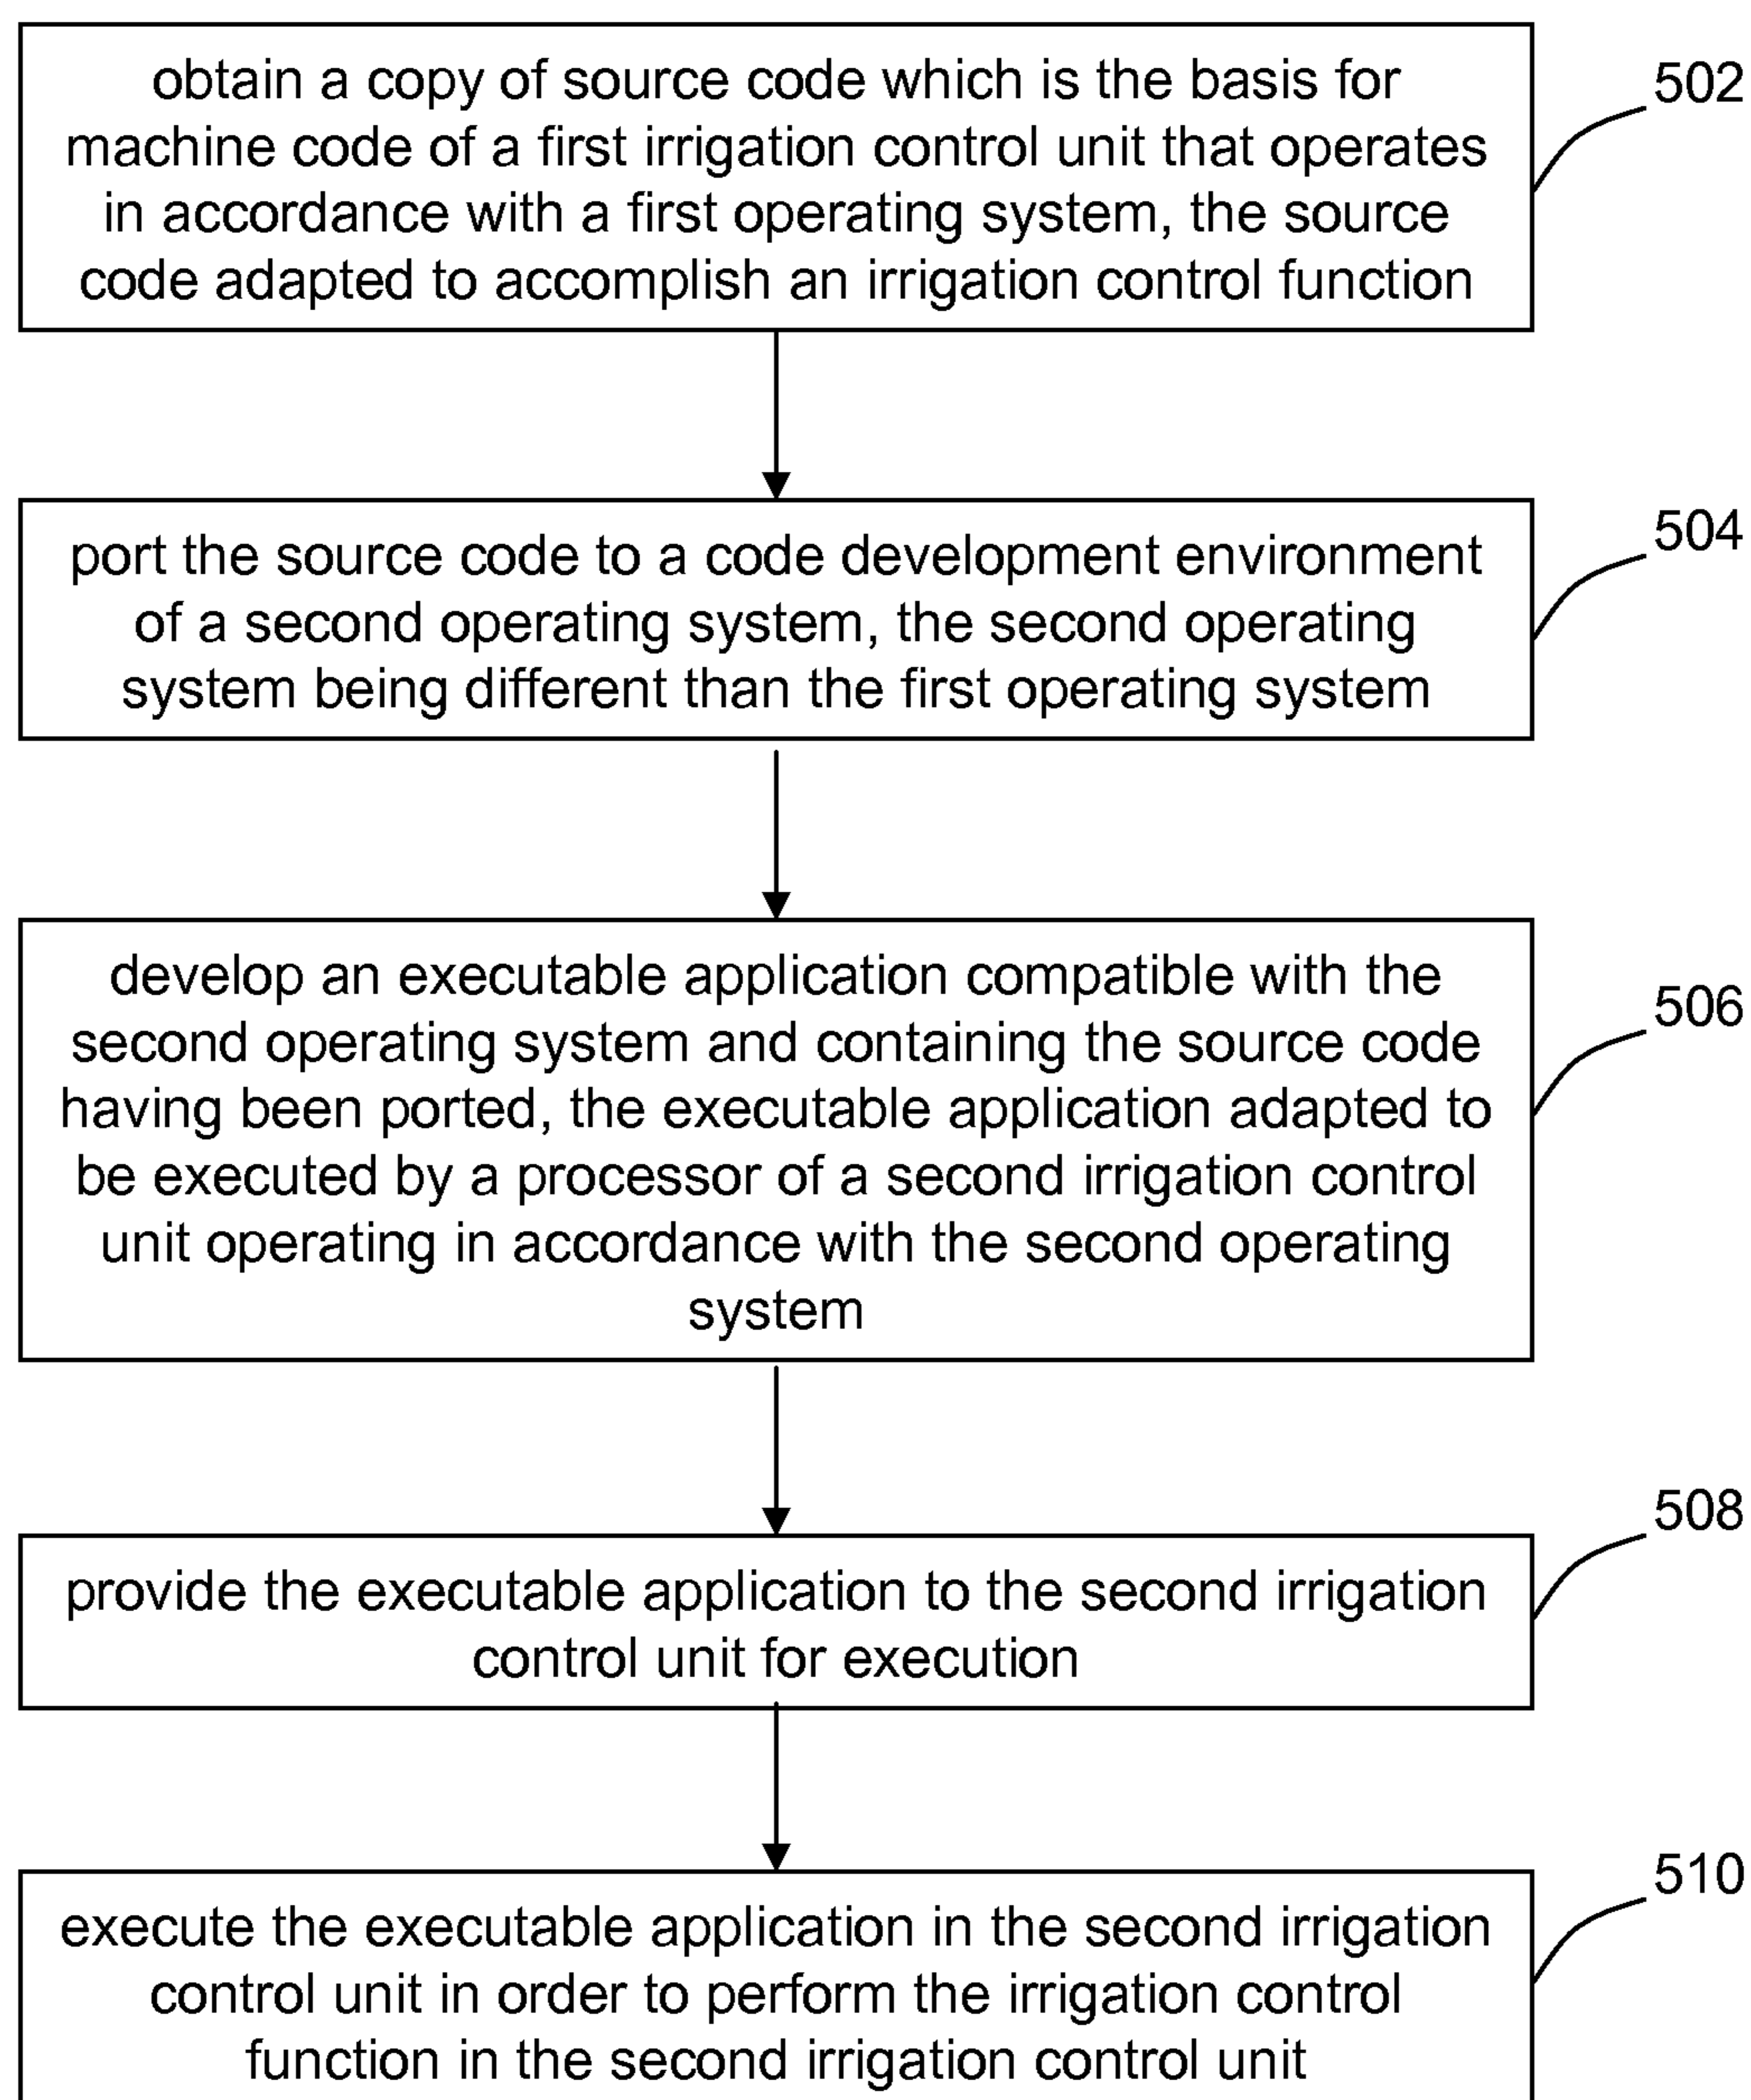 obtain a copy of source code which is the basis for
machine code of a first irrigation control unit that operates
in accordance with a first operating system, the source
code adapted to accomplish an irrigation control function
502
port the source code to a code development environment
of a second operating system, the second operating
system being different than the first operating system
504
develop an executable application compatible with the
second operating system and containing the source code
having been ported, the executable application adapted to
be executed by a processor of a second irrigation control
unit operating in accordance with the second operating
system
506
provide the executable application to the second irrigation
control unit for execution
508
execute the executable application in the second irrigation
control unit in order to perform the irrigation control
function in the second irrigation control unit
510